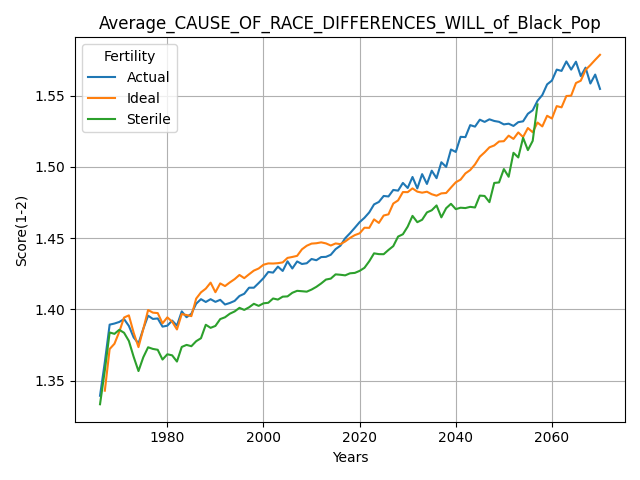 Average_CAUSE_OF_RACE_DIFFERENCES_WILL_of_Black_Pop
Fertility
Actual
Ideal
Sterile
Score(1-2)
1.55
1.50
1.45
1.40
1.35
1980 2000 2020 2040 2060
Years